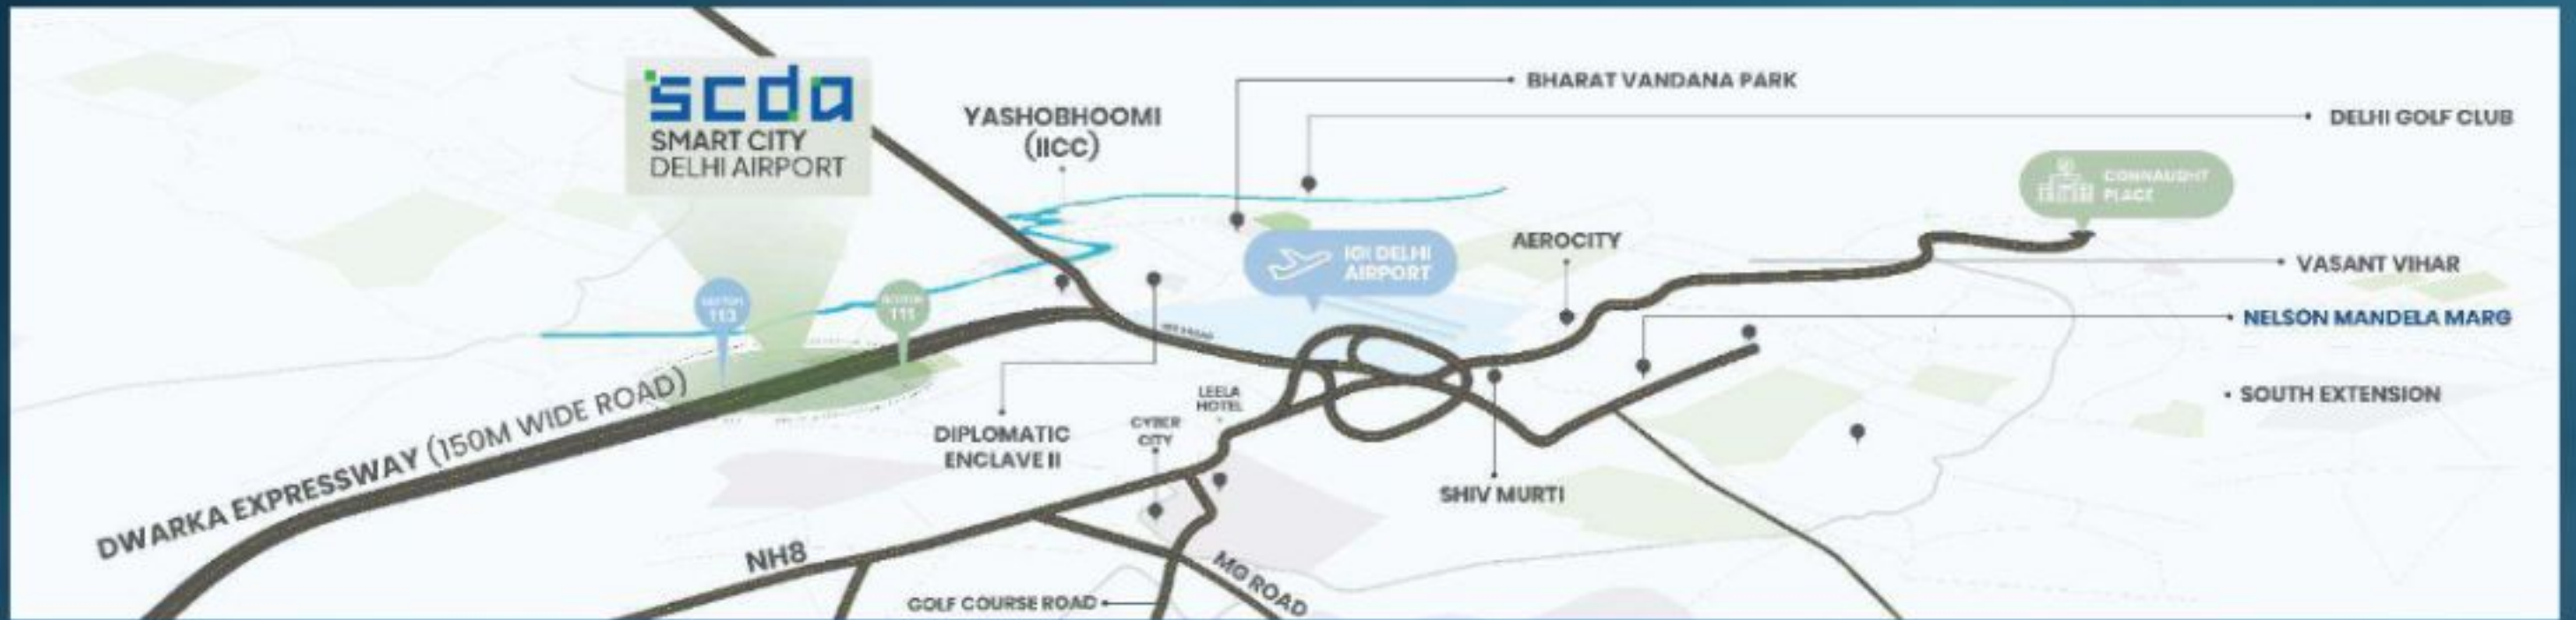 scda
SMART CITY
DELHI AIRPORT
YASHOBHOOMI
(IICC)
BHARAT VANDANA PARK
DELHI GOLF CLUB
CONNAUGHT
PLACE
IGI DELHI
AIRPORT
AEROCITY
VASANT VIHAR
NELSON MANDELA MARG
SOUTH EXTENSION
SECTOR
113
SECTOR
111
DWARKA EXPRESSWAY (150M WIDE ROAD)
DIPLOMATIC
ENCLAVE II
LEELA
HOTEL
CYBER
CITY
SHIV MURTI
NH8
MG ROAD
GOLF COURSE ROAD